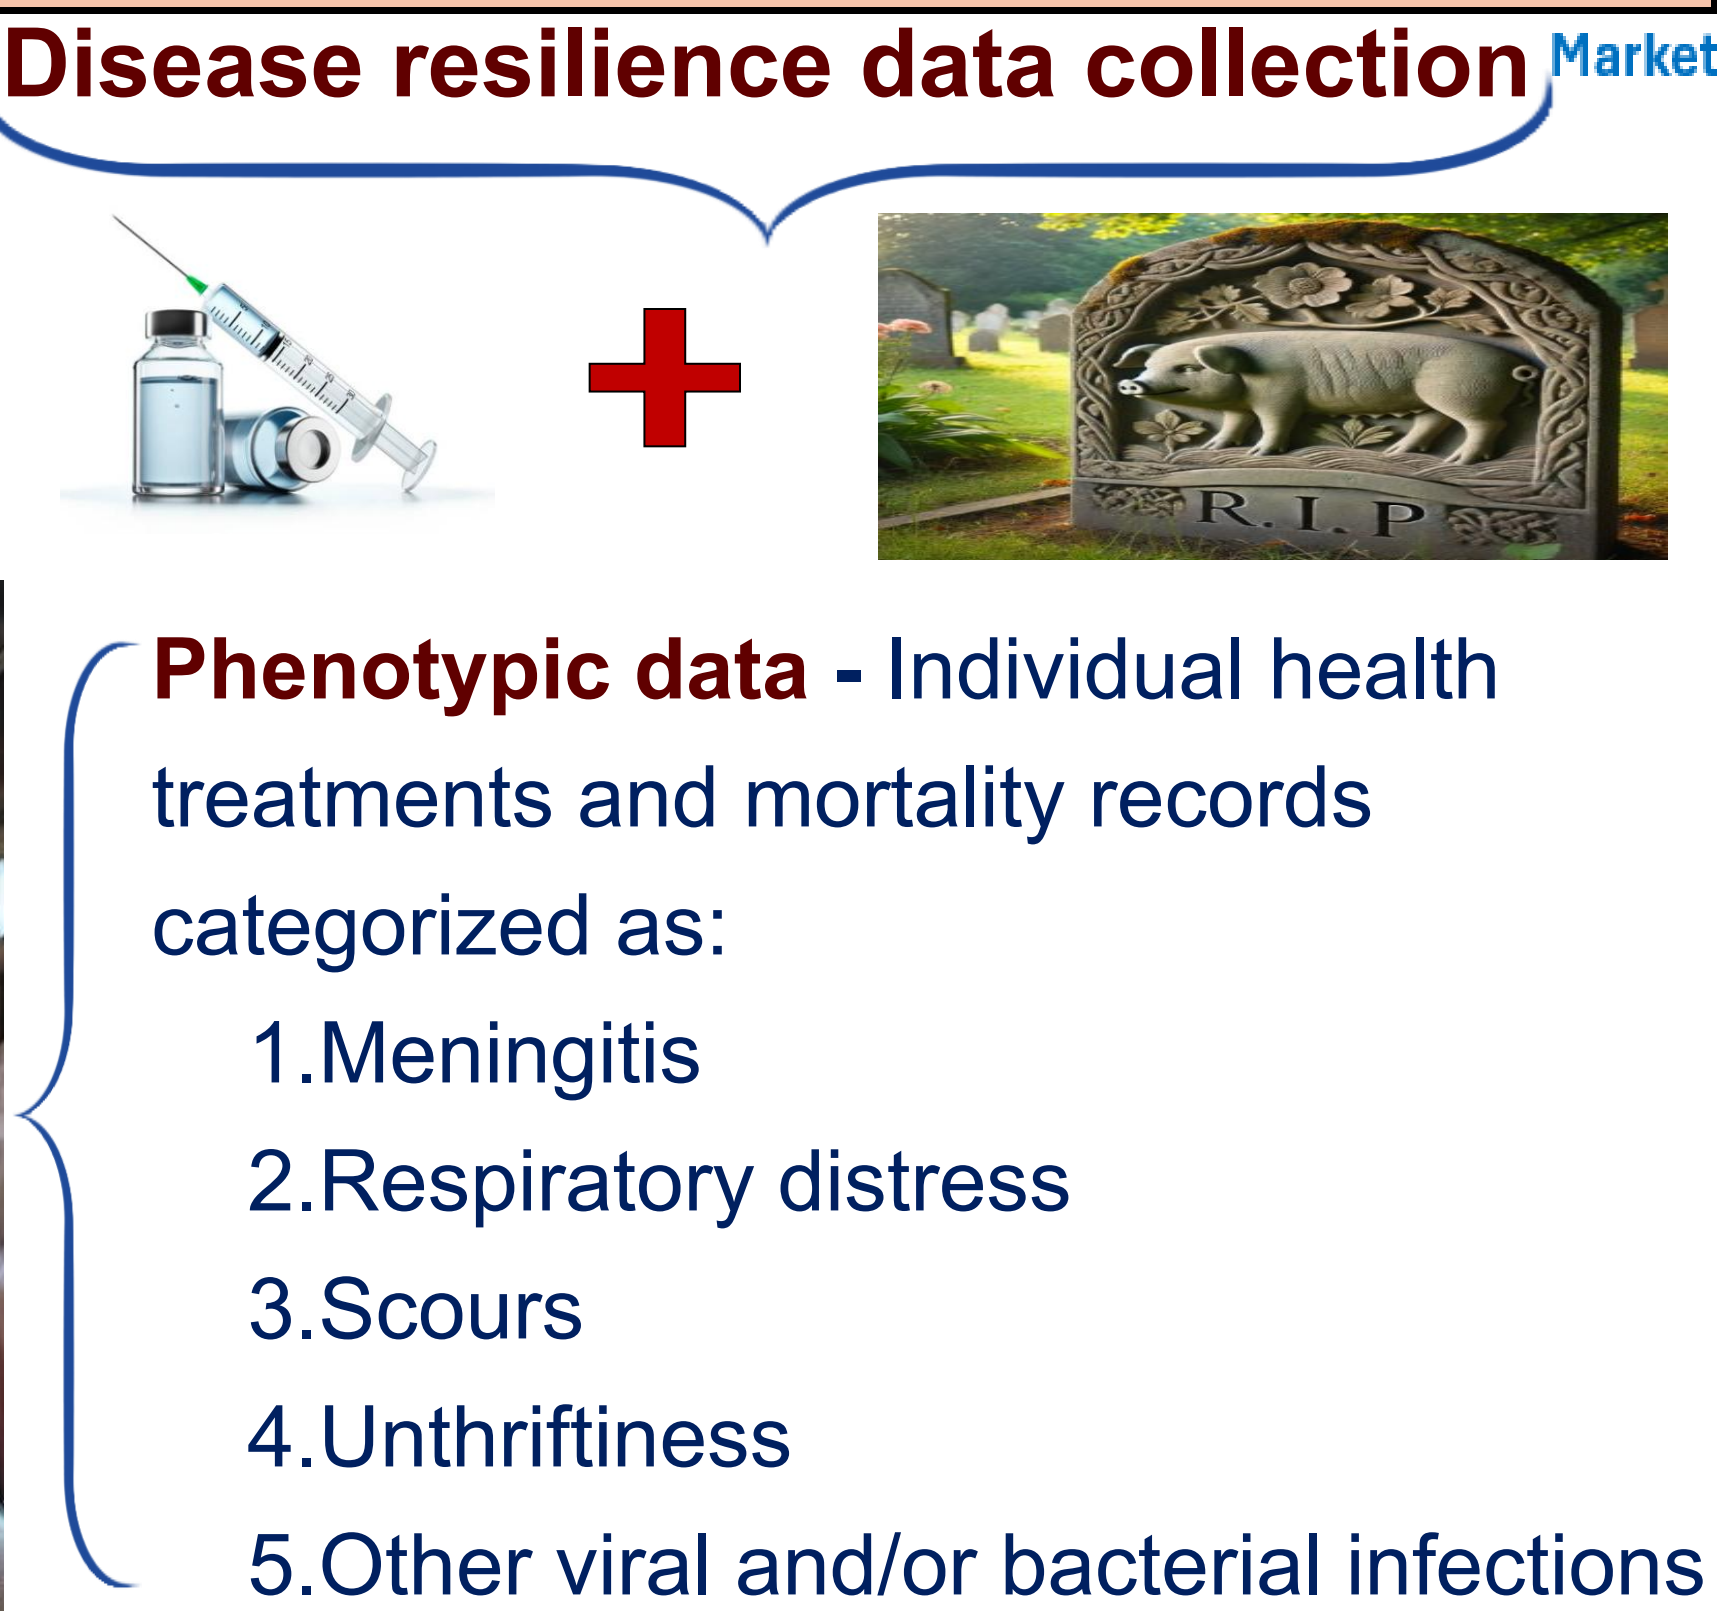 Disease resilience data collection Market
R.I.P
Phenotypic data - Individual health
treatments and mortality records
categorized as:
1.Meningitis
2.Respiratory distress
3.Scours
4.Unthriftiness
5.Other viral and/or bacterial infections